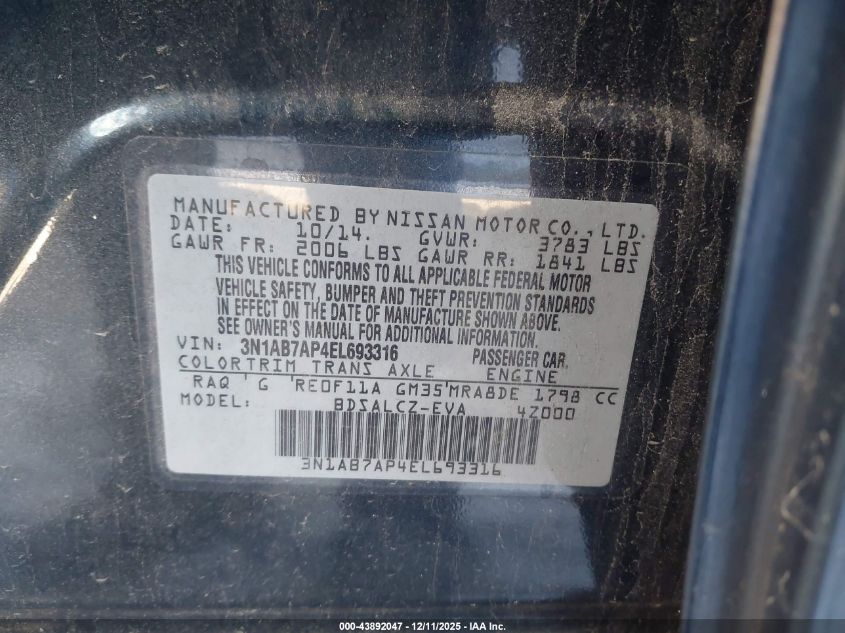 MANUFACTURED BY NISSAN MOTOR CO., LTD.
DATE: 10/14. GVWR: 3783 LBS
GAWR FR: 2006 LBS GAWR RR: 1841 LBS
THIS VEHICLE CONFORMS TO ALL APPLICABLE FEDERAL MOTOR
VEHICLE SAFETY, BUMPER AND THEFT PREVENTION STANDARDS
IN EFFECT ON THE DATE OF MANUFACTURE SHOWN ABOVE.
SEE OWNER'S MANUAL FOR ADDITIONAL INFORMATION.
VIN: 3N1AB7AP4EL693316 PASSENGER CAR
COLOR TRIM TRANS AXLE ENGINE
RAQ G RE0F11A GM35 MRA8DE 1798 CC
MODEL: BDSALCZ-EVA 4Z000
3N1AB7AP4EL693316
000-43892047 - 12/11/2025 - IAA Inc.